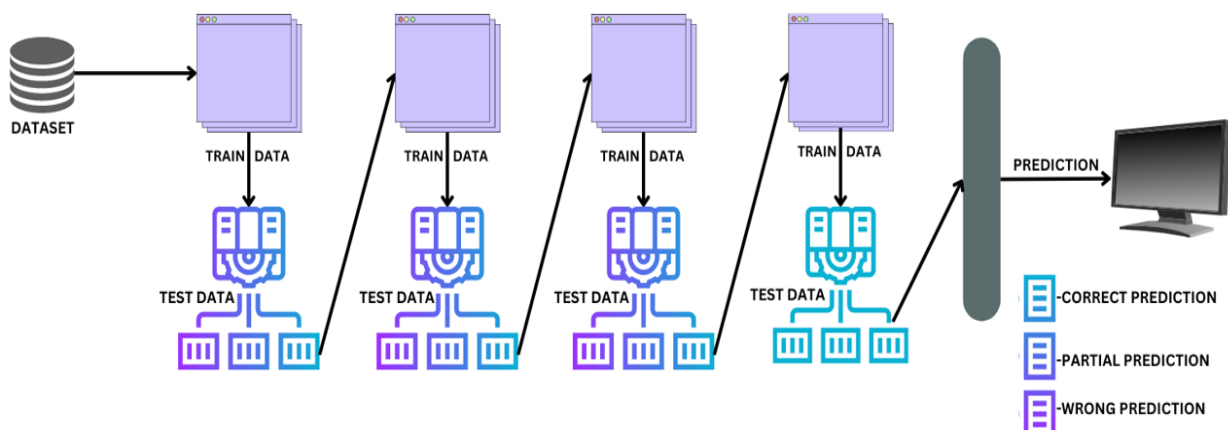 DATASET
TRAIN DATA
TRAIN DATA
TRAIN DATA
TRAIN DATA
PREDICTION
TEST DATA
TEST DATA
TEST DATA
TEST DATA
-CORRECT PREDICTION
-PARTIAL PREDICTION
-WRONG PREDICTION